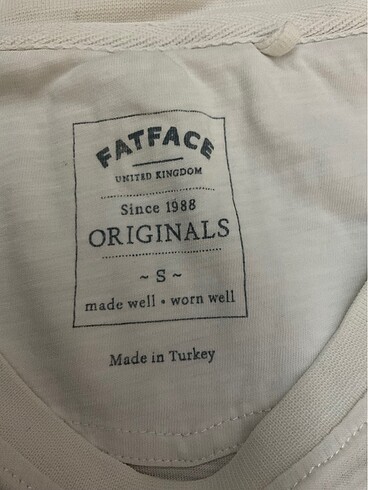 FATFACE
UNITED KINGDOM
Since 1988
ORIGINALS
~ S ~
made well • worn well
Made in Turkey